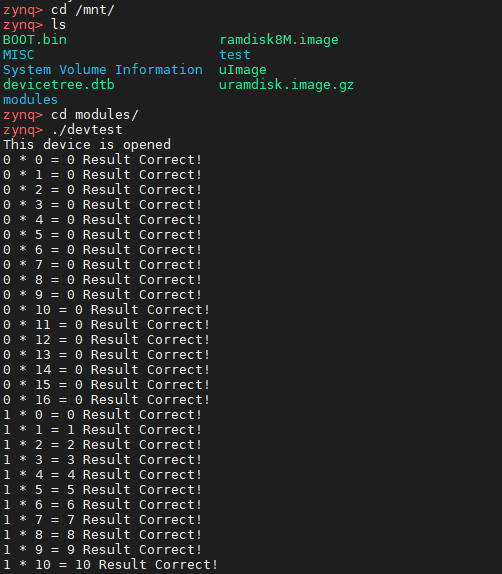 zynq> cd /mnt/
zynq> ls
BOOT.bin ramdisk8M.image
MISC test
System Volume Information uImage
devicetree.dtb uramdisk.image.gz
modules
zynq> cd modules/
zynq> ./devtest
This device is opened
0 * 0 = 0 Result Correct!
0 * 1 = 0 Result Correct!
0 * 2 = 0 Result Correct!
0 * 3 = 0 Result Correct!
0 * 4 = 0 Result Correct!
0 * 5 = 0 Result Correct!
0 * 6 = 0 Result Correct!
0 * 7 = 0 Result Correct!
0 * 8 = 0 Result Correct!
0 * 9 = 0 Result Correct!
0 * 10 = 0 Result Correct!
0 * 11 = 0 Result Correct!
0 * 12 = 0 Result Correct!
0 * 13 = 0 Result Correct!
0 * 14 = 0 Result Correct!
0 * 15 = 0 Result Correct!
0 * 16 = 0 Result Correct!
1 * 0 = 0 Result Correct!
1 * 1 = 1 Result Correct!
1 * 2 = 2 Result Correct!
1 * 3 = 3 Result Correct!
1 * 4 = 4 Result Correct!
1 * 5 = 5 Result Correct!
1 * 6 = 6 Result Correct!
1 * 7 = 7 Result Correct!
1 * 8 = 8 Result Correct!
1 * 9 = 9 Result Correct!
1 * 10 = 10 Result Correct!